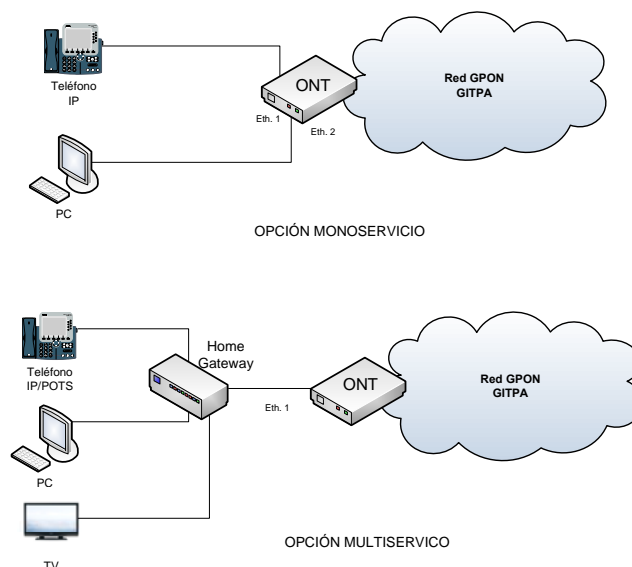 Teléfono
IP
ONT
Red GPON
GITPA
Eth. 1
Eth. 2
PC
OPCIÓN MONOSERVICIO
Home
Gateway
Teléfono
IP/POTS
ONT
Red GPON
GITPA
Eth. 1
PC
OPCIÓN MULTISERVICO
TV